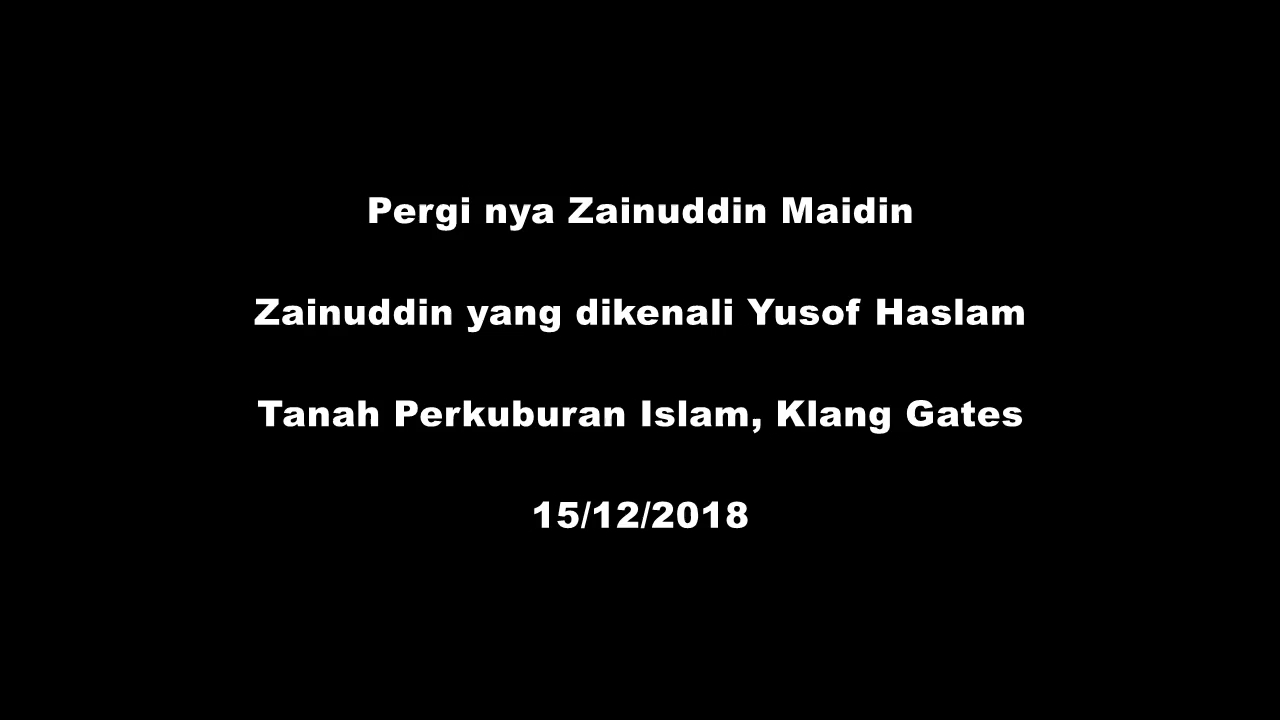 Pergi nya Zainuddin Maidin
Zainuddin yang dikenali Yusof Haslam
Tanah Perkuburan Islam, Klang Gates
15/12/2018